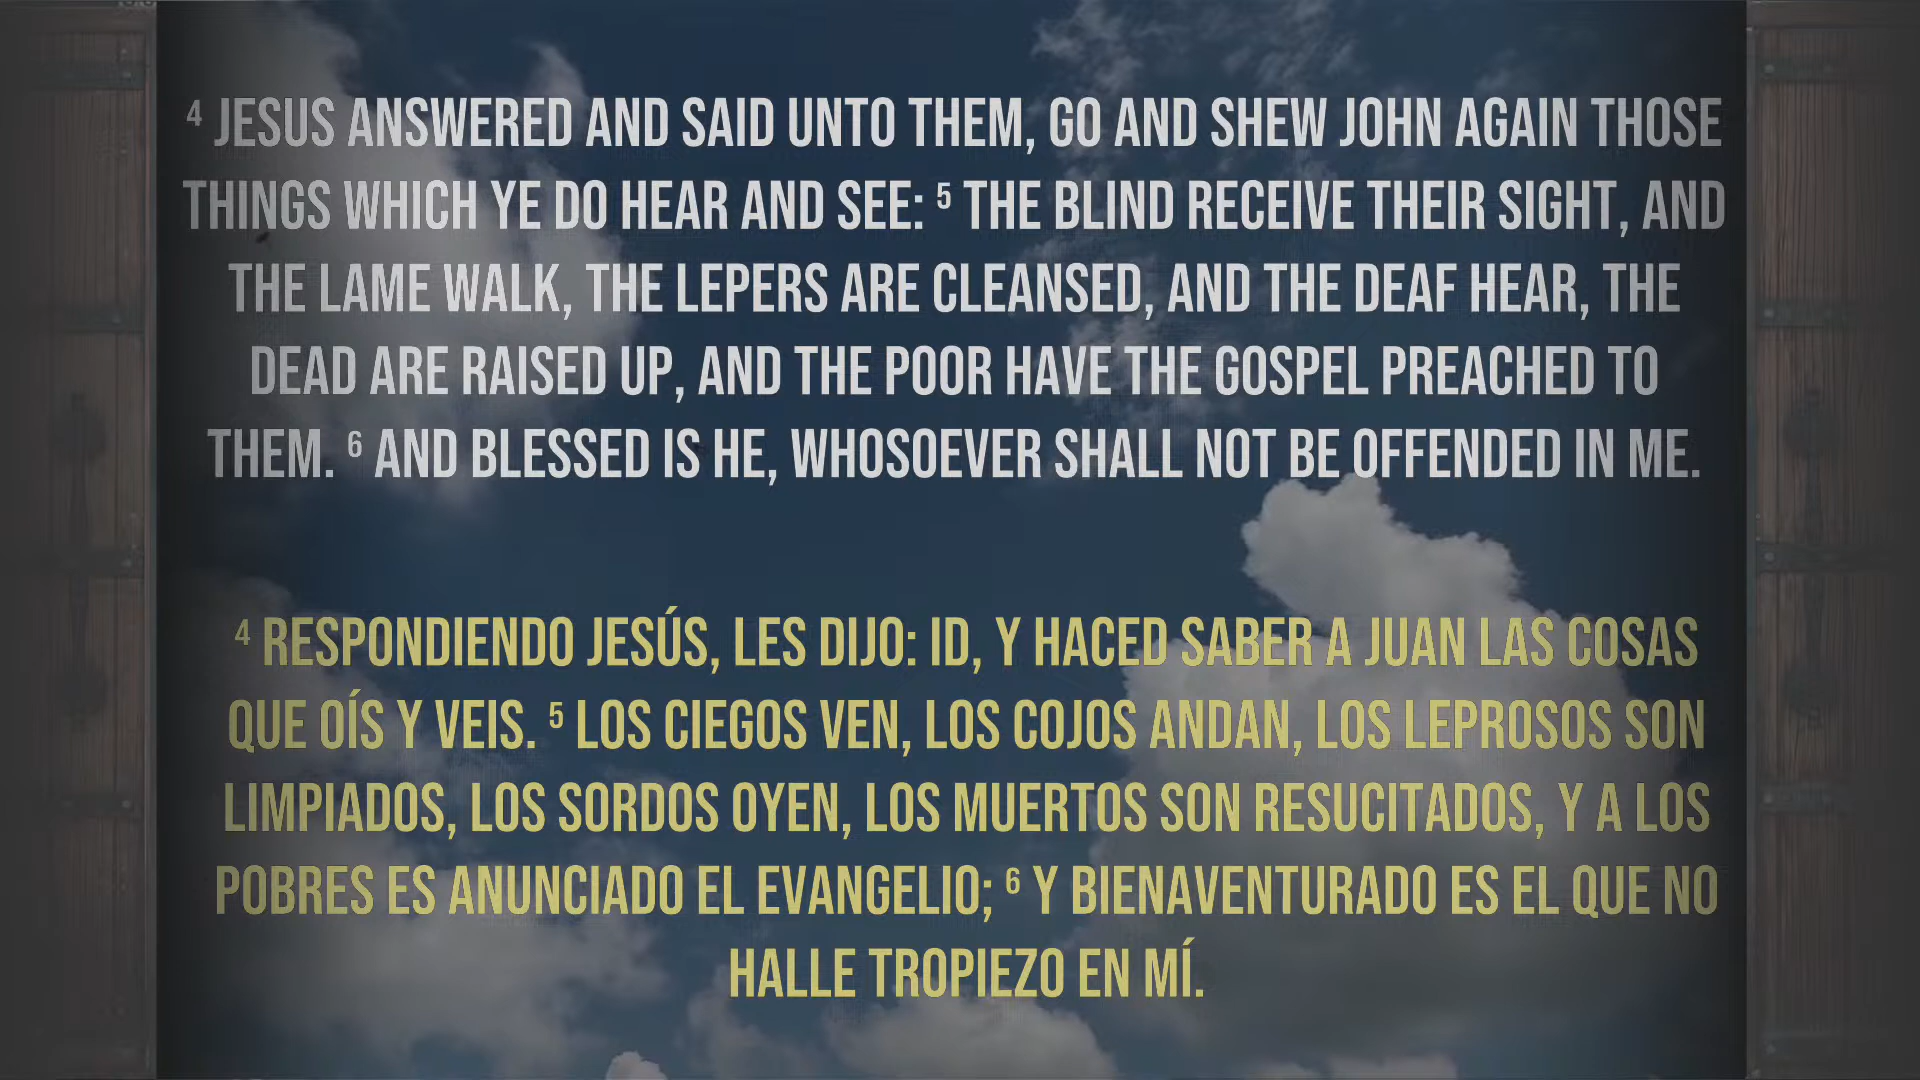 ⁴ JESUS ANSWERED AND SAID UNTO THEM, GO AND SHEW JOHN AGAIN THOSE
THINGS WHICH YE DO HEAR AND SEE: ⁵ THE BLIND RECEIVE THEIR SIGHT, AND
THE LAME WALK, THE LEPERS ARE CLEANSED, AND THE DEAF HEAR, THE
DEAD ARE RAISED UP, AND THE POOR HAVE THE GOSPEL PREACHED TO
THEM. ⁶ AND BLESSED IS HE, WHOSOEVER SHALL NOT BE OFFENDED IN ME.
⁴ RESPONDIENDO JESÚS, LES DIJO: ID, Y HACED SABER A JUAN LAS COSAS
QUE OÍS Y VEIS. ⁵ LOS CIEGOS VEN, LOS COJOS ANDAN, LOS LEPROSOS SON
LIMPIADOS, LOS SORDOS OYEN, LOS MUERTOS SON RESUCITADOS, Y A LOS
POBRES ES ANUNCIADO EL EVANGELIO; ⁶ Y BIENAVENTURADO ES EL QUE NO
HALLE TROPIEZO EN MÍ.